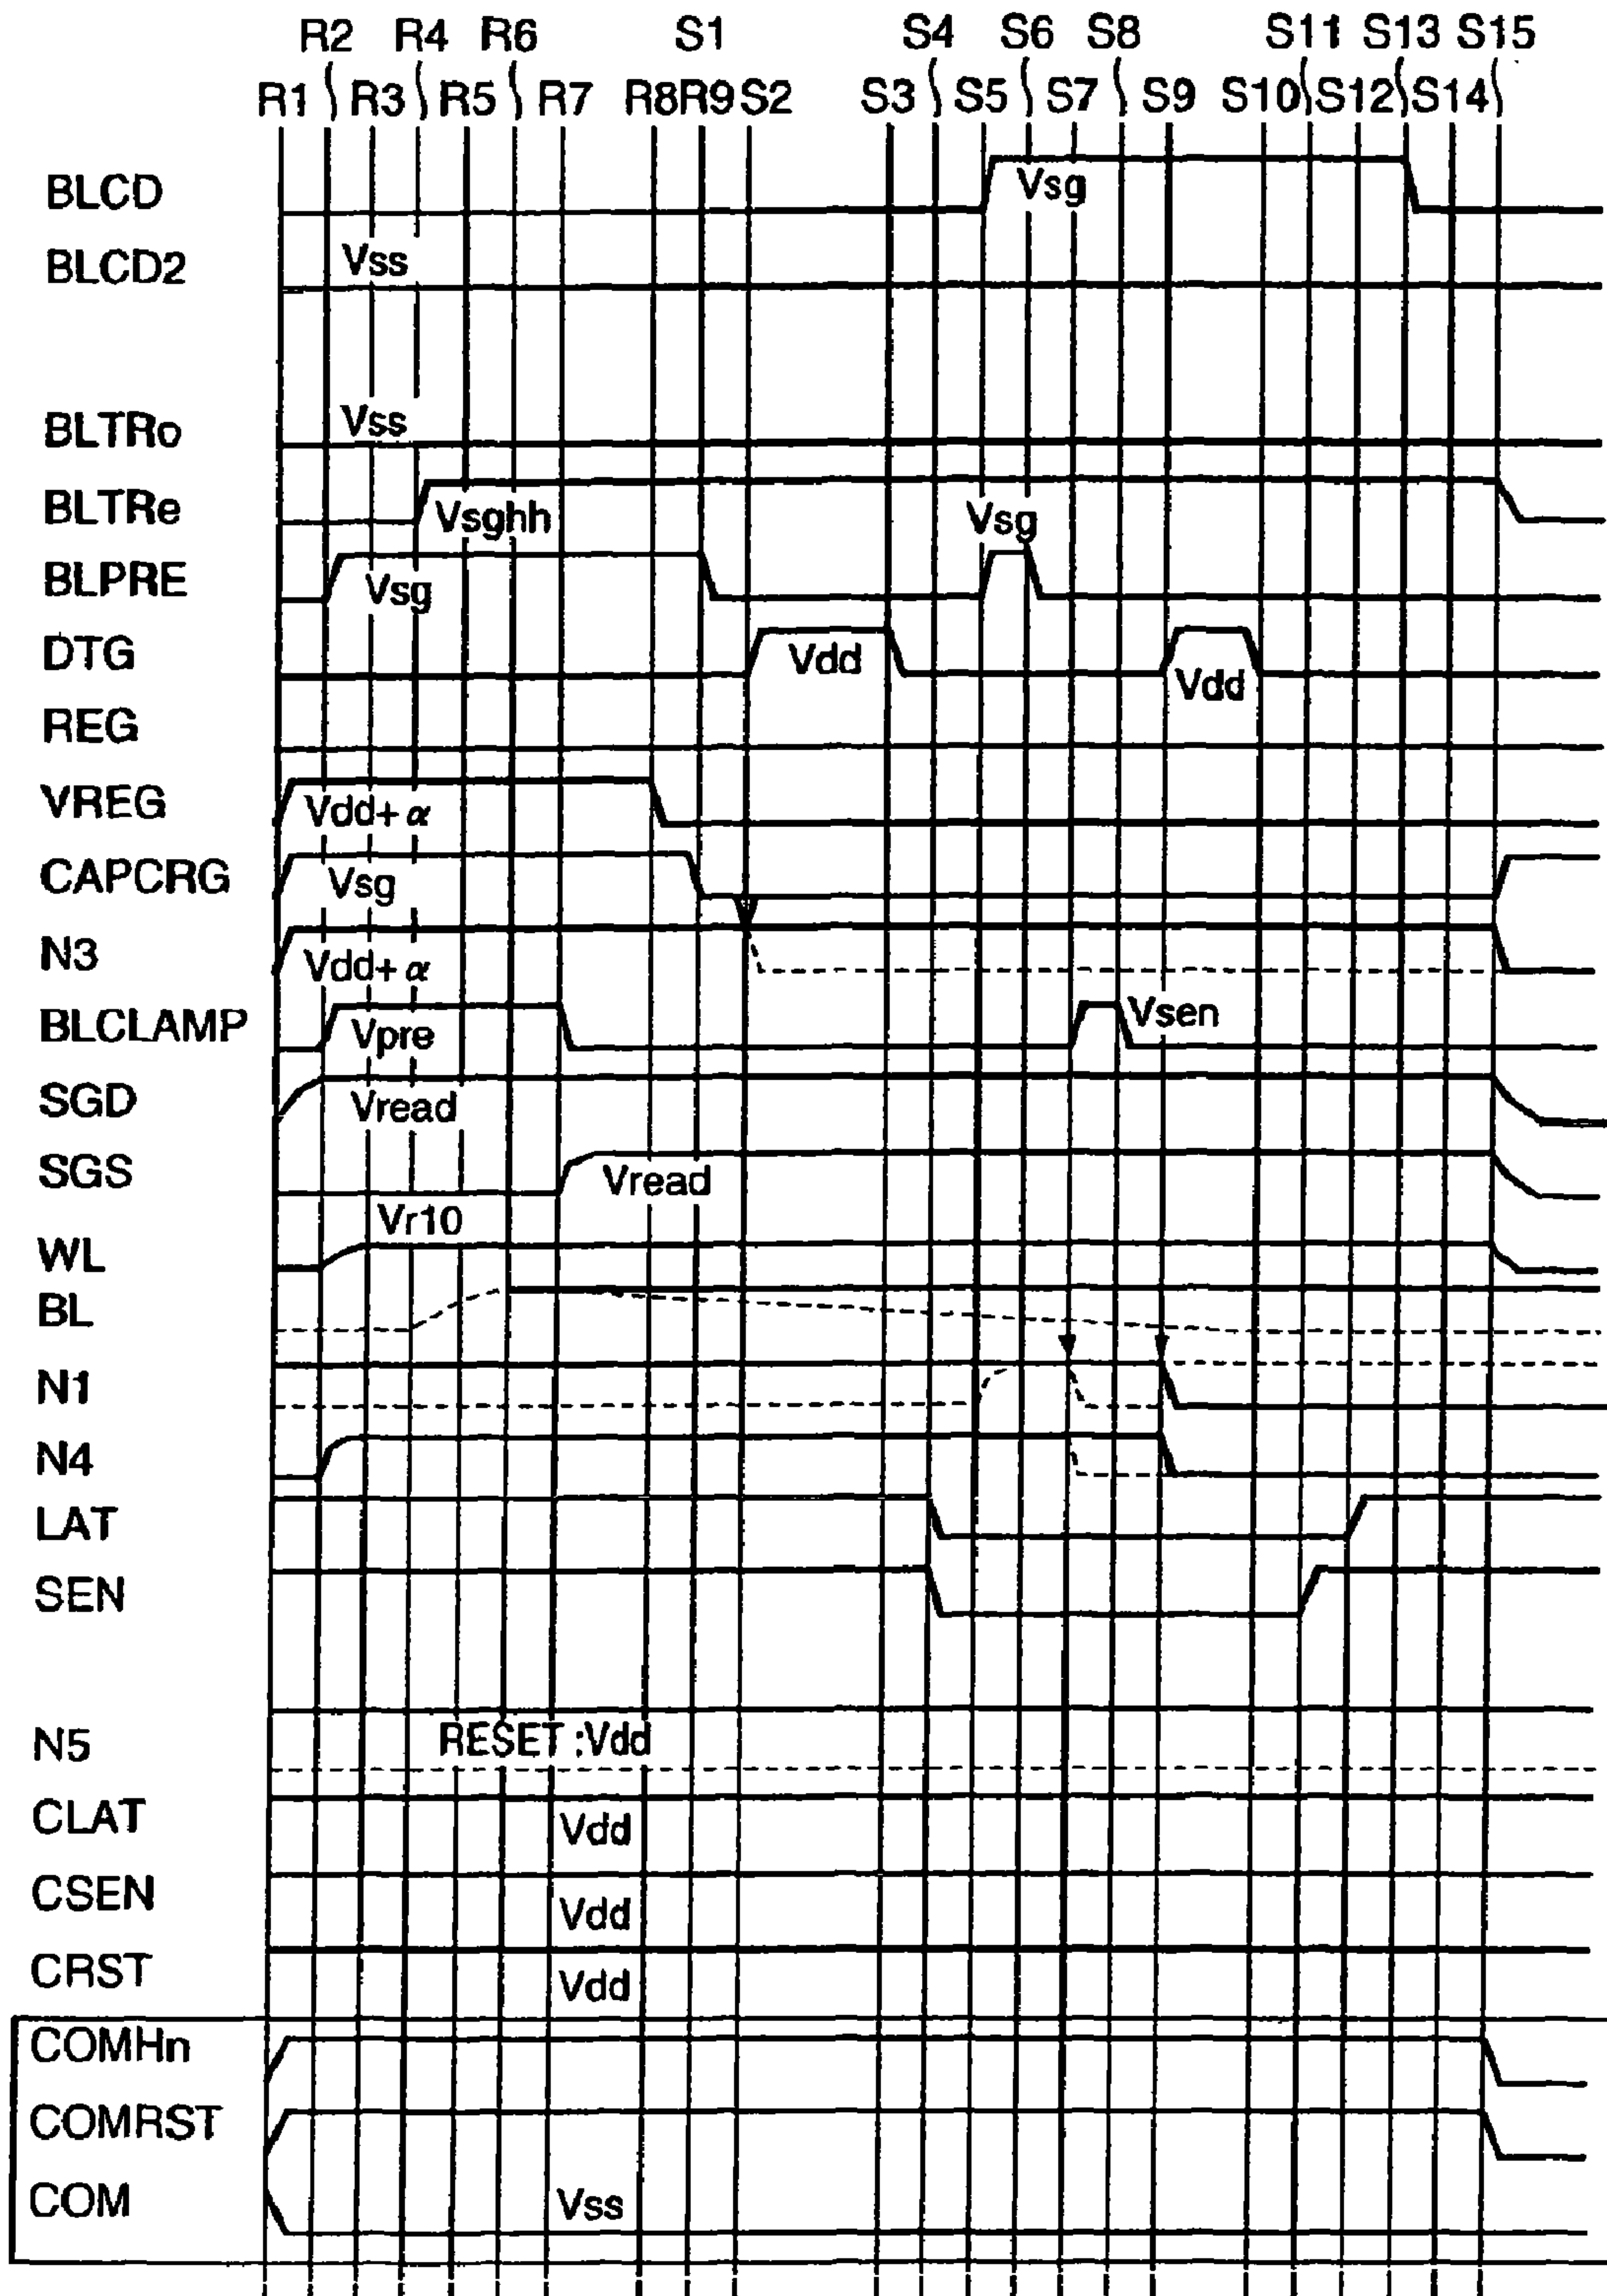 R2 R4 R6 S1 S4 S6 S8 S11 S13 S15
R1 R3 R5 R7 R8 R9 S2 S3 S5 S7 S9 S10 S12 S14
BLCD Vsg
BLCD2 Vss
BLTRo Vss
BLTRe Vsghh Vsg
BLPRE Vsg
DTG Vdd Vdd
REG
VREG Vdd+α
CAPCRG Vsg
N3 Vdd+α
BLCLAMP Vpre Vsen
SGD Vread
SGS Vread
Vr10
WL
BL
N1
N4
LAT
SEN
N5 RESET :Vdd
CLAT Vdd
CSEN Vdd
CRST Vdd
COMHn
COMRST
COM Vss